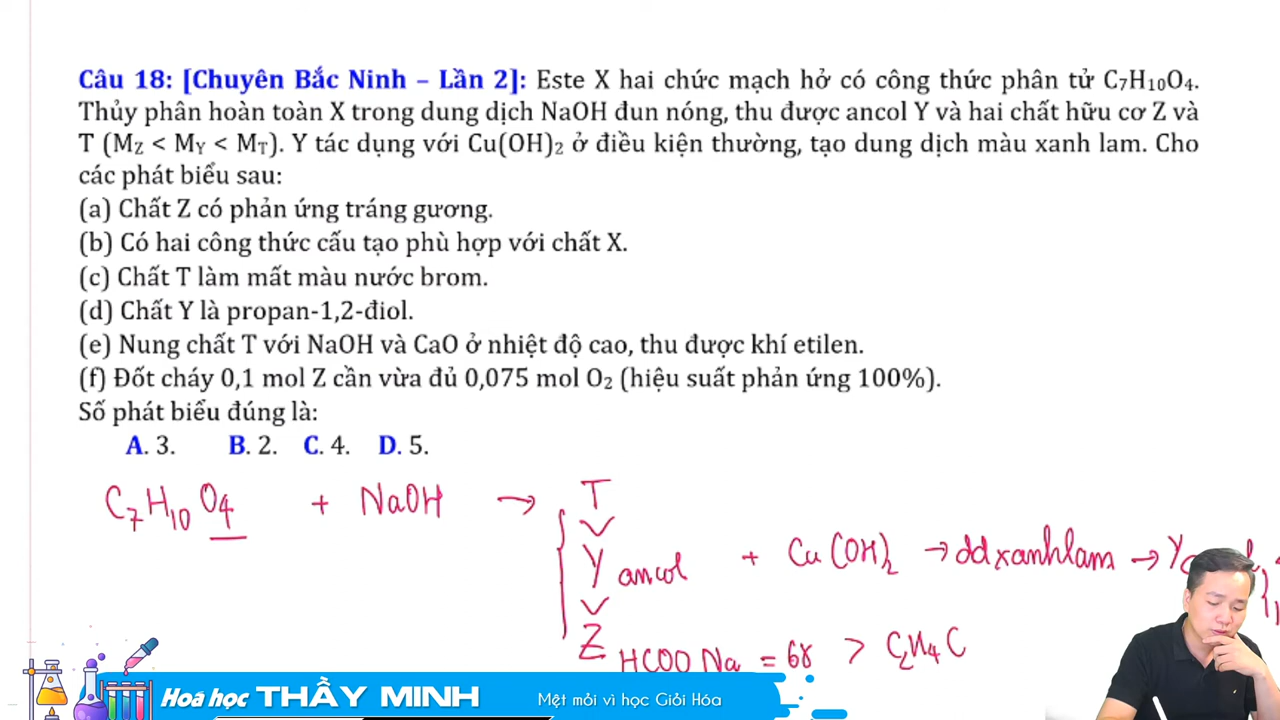 Câu 18: [Chuyên Bắc Ninh – Lần 2]: Este X hai chức mạch hở có công thức phân tử C₇H₁₀O₄.
Thủy phân hoàn toàn X trong dung dịch NaOH đun nóng, thu được ancol Y và hai chất hữu cơ Z và
T (M_Z < M_Y < M_T). Y tác dụng với Cu(OH)₂ ở điều kiện thường, tạo dung dịch màu xanh lam. Cho
các phát biểu sau:
(a) Chất Z có phản ứng tráng gương.
(b) Có hai công thức cấu tạo phù hợp với chất X.
(c) Chất T làm mất màu nước brom.
(d) Chất Y là propan-1,2-điol.
(e) Nung chất T với NaOH và CaO ở nhiệt độ cao, thu được khí etilen.
(f) Đốt cháy 0,1 mol Z cần vừa đủ 0,075 mol O₂ (hiệu suất phản ứng 100%).
Số phát biểu đúng là:
A. 3. B. 2. C. 4. D. 5.
C₇H₁₀O₄ + NaOH → T
Y ancol + Cu(OH)₂ → dd xanh lam →
Z HCOONa = 68 > C₂H₄
Hoá học THẦY MINH Mệt mỏi vì học Giỏi Hóa